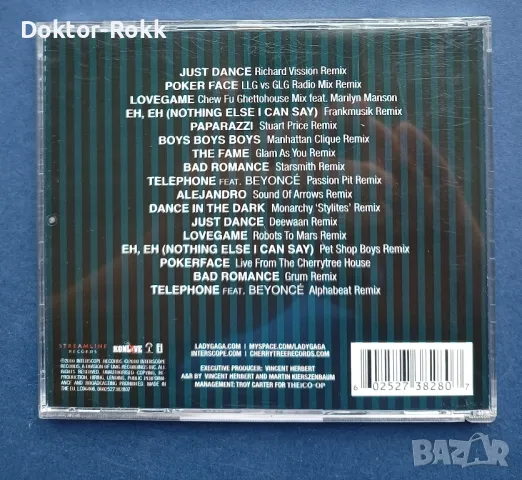 Doktor-Rokk
JUST DANCE Richard Vission Remix
POKER FACE LLG vs GLG Radio Mix Remix
LOVEGAME Chew Fu Ghettohouse Mix feat. Marilyn Manson
EH, EH (NOTHING ELSE I CAN SAY) Frankmusik Remix
PAPARAZZI Stuart Price Remix
BOYS BOYS BOYS Manhattan Clique Remix
THE FAME Glam As You Remix
BAD ROMANCE Starsmith Remix
TELEPHONE FEAT. BEYONCÉ Passion Pit Remix
ALEJANDRO Sound Of Arrows Remix
DANCE IN THE DARK Monarchy 'Stylites' Remix
JUST DANCE Deewaan Remix
LOVEGAME Robots To Mars Remix
EH, EH (NOTHING ELSE I CAN SAY) Pet Shop Boys Remix
POKERFACE Live From The Cherrytree House
BAD ROMANCE Grum Remix
TELEPHONE FEAT. BEYONCÉ Alphabeat Remix
STREAMLINE
RECORDS
KONLIVE
LADYGAGA.COM | MYSPACE.COM/LADYGAGA
INTERSCOPE.COM | CHERRYTREERECORDS.COM
EXECUTIVE PRODUCER: VINCENT HERBERT
A&R BY VINCENT HERBERT AND MARTIN KIERSZENBAUM
MANAGEMENT: TROY CARTER FOR THE CO-OP
6 02527 38280 7
BAZAR